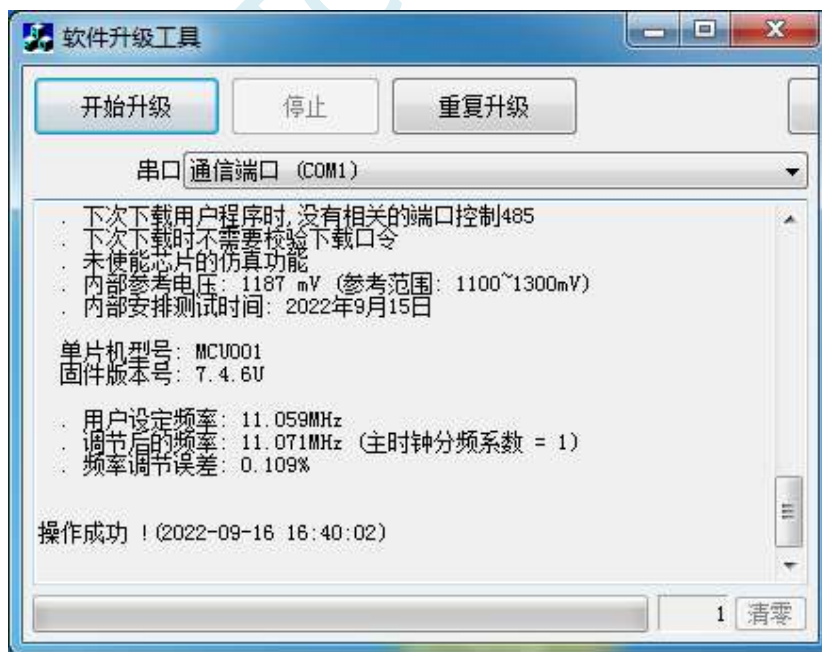 软件升级工具
开始升级 停止 重复升级
串口 通信端口 (COM1)
. 下次下载用户程序时,没有相关的端口控制485
. 下次下载时不需要校验下载口令
. 未使能芯片的仿真功能
. 内部参考电压: 1187 mV (参考范围: 1100~1300mV)
. 内部安排测试时间: 2022年9月15日
单片机型号: MCU001
固件版本号: 7.4.6U
. 用户设定频率: 11.059MHz
. 调节后的频率: 11.071MHz (主时钟分频系数 = 1)
. 频率调节误差: 0.109%
操作成功 !(2022-09-16 16:40:02)
1 清零